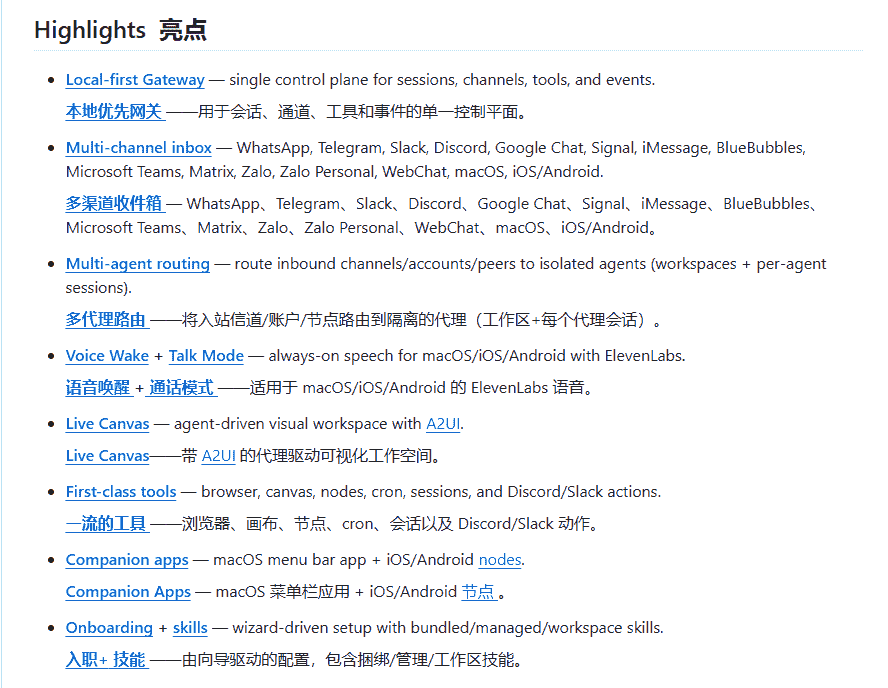 Highlights 亮点
Local-first Gateway — single control plane for sessions, channels, tools, and events.
本地优先网关 ——用于会话、通道、工具和事件的单一控制平面。
Multi-channel inbox — WhatsApp, Telegram, Slack, Discord, Google Chat, Signal, iMessage, BlueBubbles,
Microsoft Teams, Matrix, Zalo, Zalo Personal, WebChat, macOS, iOS/Android.
多渠道收件箱 — WhatsApp、Telegram、Slack、Discord、Google Chat、Signal、iMessage、BlueBubbles、
Microsoft Teams、Matrix、Zalo、Zalo Personal、WebChat、macOS、iOS/Android。
Multi-agent routing — route inbound channels/accounts/peers to isolated agents (workspaces + per-agent
sessions).
多代理路由 ——将入站信道/账户/节点路由到隔离的代理（工作区+每个代理会话）。
Voice Wake + Talk Mode — always-on speech for macOS/iOS/Android with ElevenLabs.
语音唤醒 + 通话模式 ——适用于 macOS/iOS/Android 的 ElevenLabs 语音。
Live Canvas — agent-driven visual workspace with A2UI.
Live Canvas——带 A2UI 的代理驱动可视化工作空间。
First-class tools — browser, canvas, nodes, cron, sessions, and Discord/Slack actions.
一流的工具 ——浏览器、画布、节点、cron、会话以及 Discord/Slack 动作。
Companion apps — macOS menu bar app + iOS/Android nodes.
Companion Apps — macOS 菜单栏应用 + iOS/Android 节点 。
Onboarding + skills — wizard-driven setup with bundled/managed/workspace skills.
入职+ 技能 ——由向导驱动的配置，包含捆绑/管理/工作区技能。